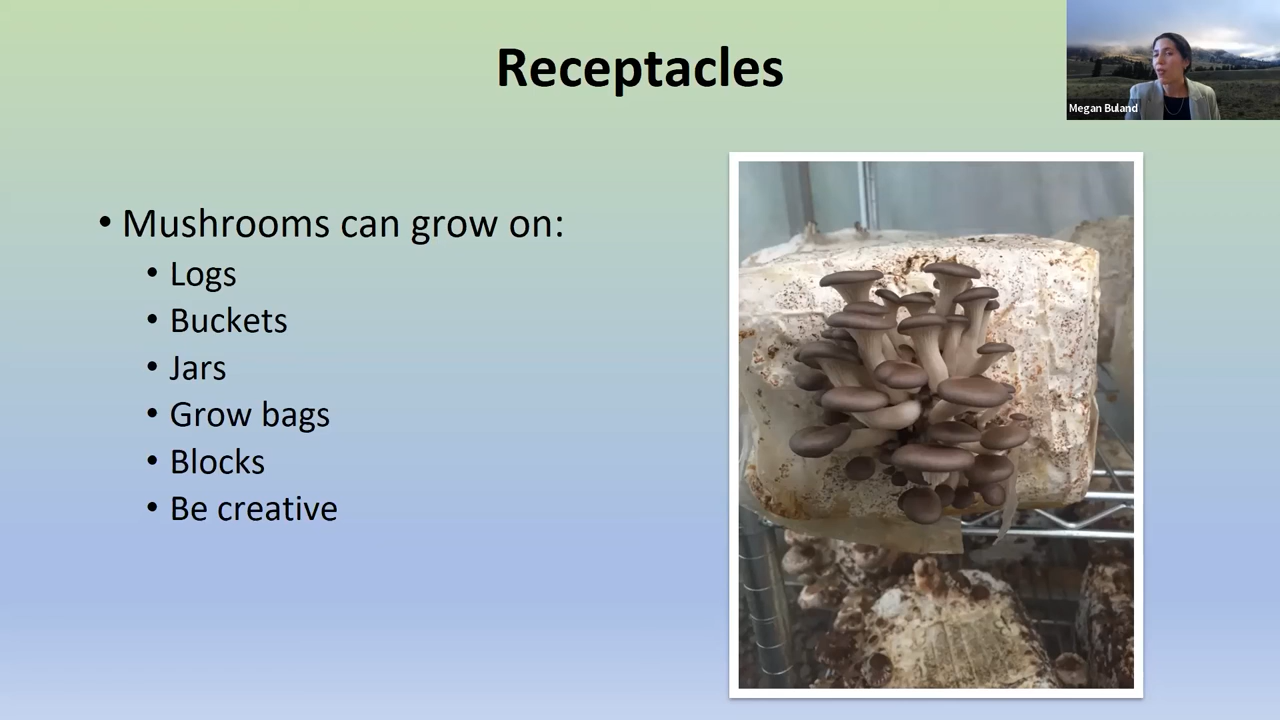 Receptacles
Megan Buland
• Mushrooms can grow on:
• Logs
• Buckets
• Jars
• Grow bags
• Blocks
• Be creative